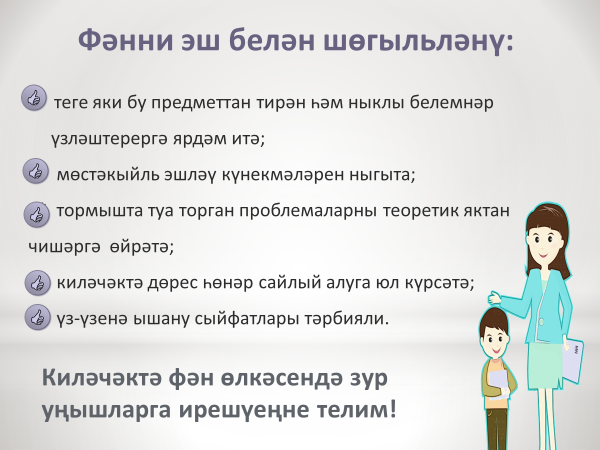 Фәнни эш белән шөгыльләнү:
теге яки бу предметтан тирән һәм ныклы белемнәр
үзләштерергә ярдәм итә;
мөстәкыйль эшләү күнекмәләрен ныгыта;
тормышта туа торган проблемаларны теоретик яктан
чишәргә өйрәтә;
киләчәктә дөрес һөнәр сайлый алуга юл күрсәтә;
үз-үзенә ышану сыйфатлары тәрбияли.
Киләчәктә фән өлкәсендә зур
уңышларга ирешүеңне телим!